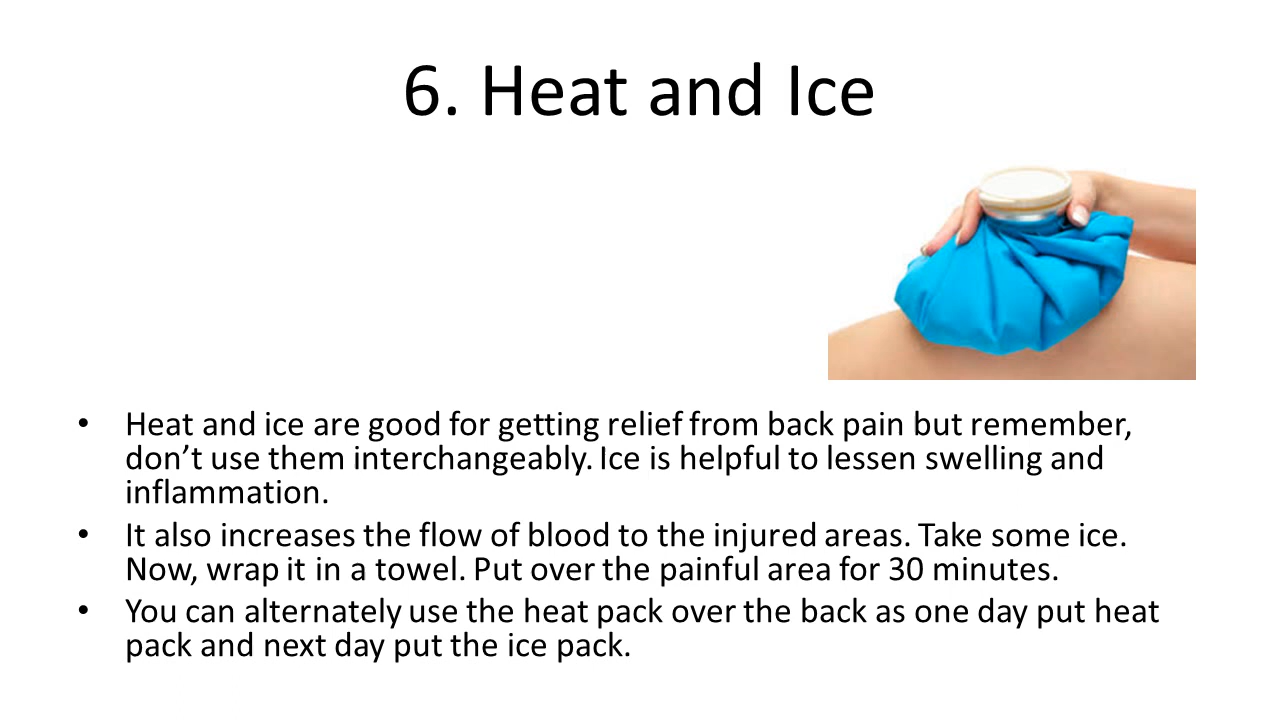 6. Heat and Ice
• Heat and ice are good for getting relief from back pain but remember,
don’t use them interchangeably. Ice is helpful to lessen swelling and
inflammation.
• It also increases the flow of blood to the injured areas. Take some ice.
Now, wrap it in a towel. Put over the painful area for 30 minutes.
• You can alternately use the heat pack over the back as one day put heat
pack and next day put the ice pack.